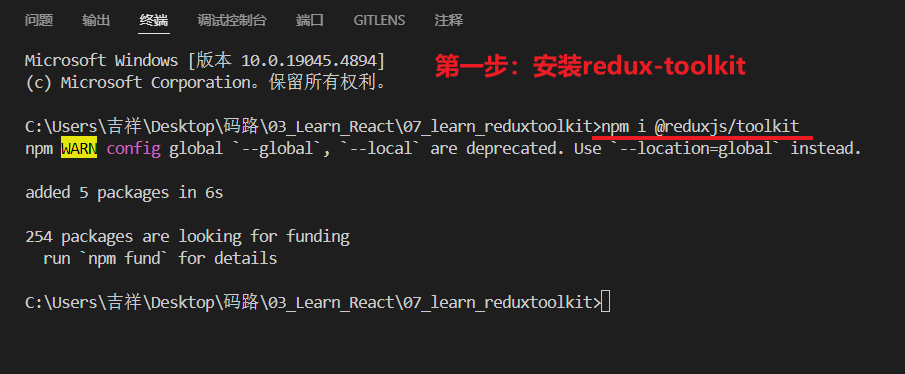 问题 输出 终端 调试控制台 端口 GITLENS 注释
Microsoft Windows [版本 10.0.19045.4894]
(c) Microsoft Corporation。保留所有权利。
第一步：安装redux-toolkit
C:\Users\吉祥\Desktop\码路\03_Learn_React\07_learn_reduxtoolkit>npm i @reduxjs/toolkit
npm WARN config global `--global`, `--local` are deprecated. Use `--location=global` instead.
added 5 packages in 6s
254 packages are looking for funding
run `npm fund` for details
C:\Users\吉祥\Desktop\码路\03_Learn_React\07_learn_reduxtoolkit>